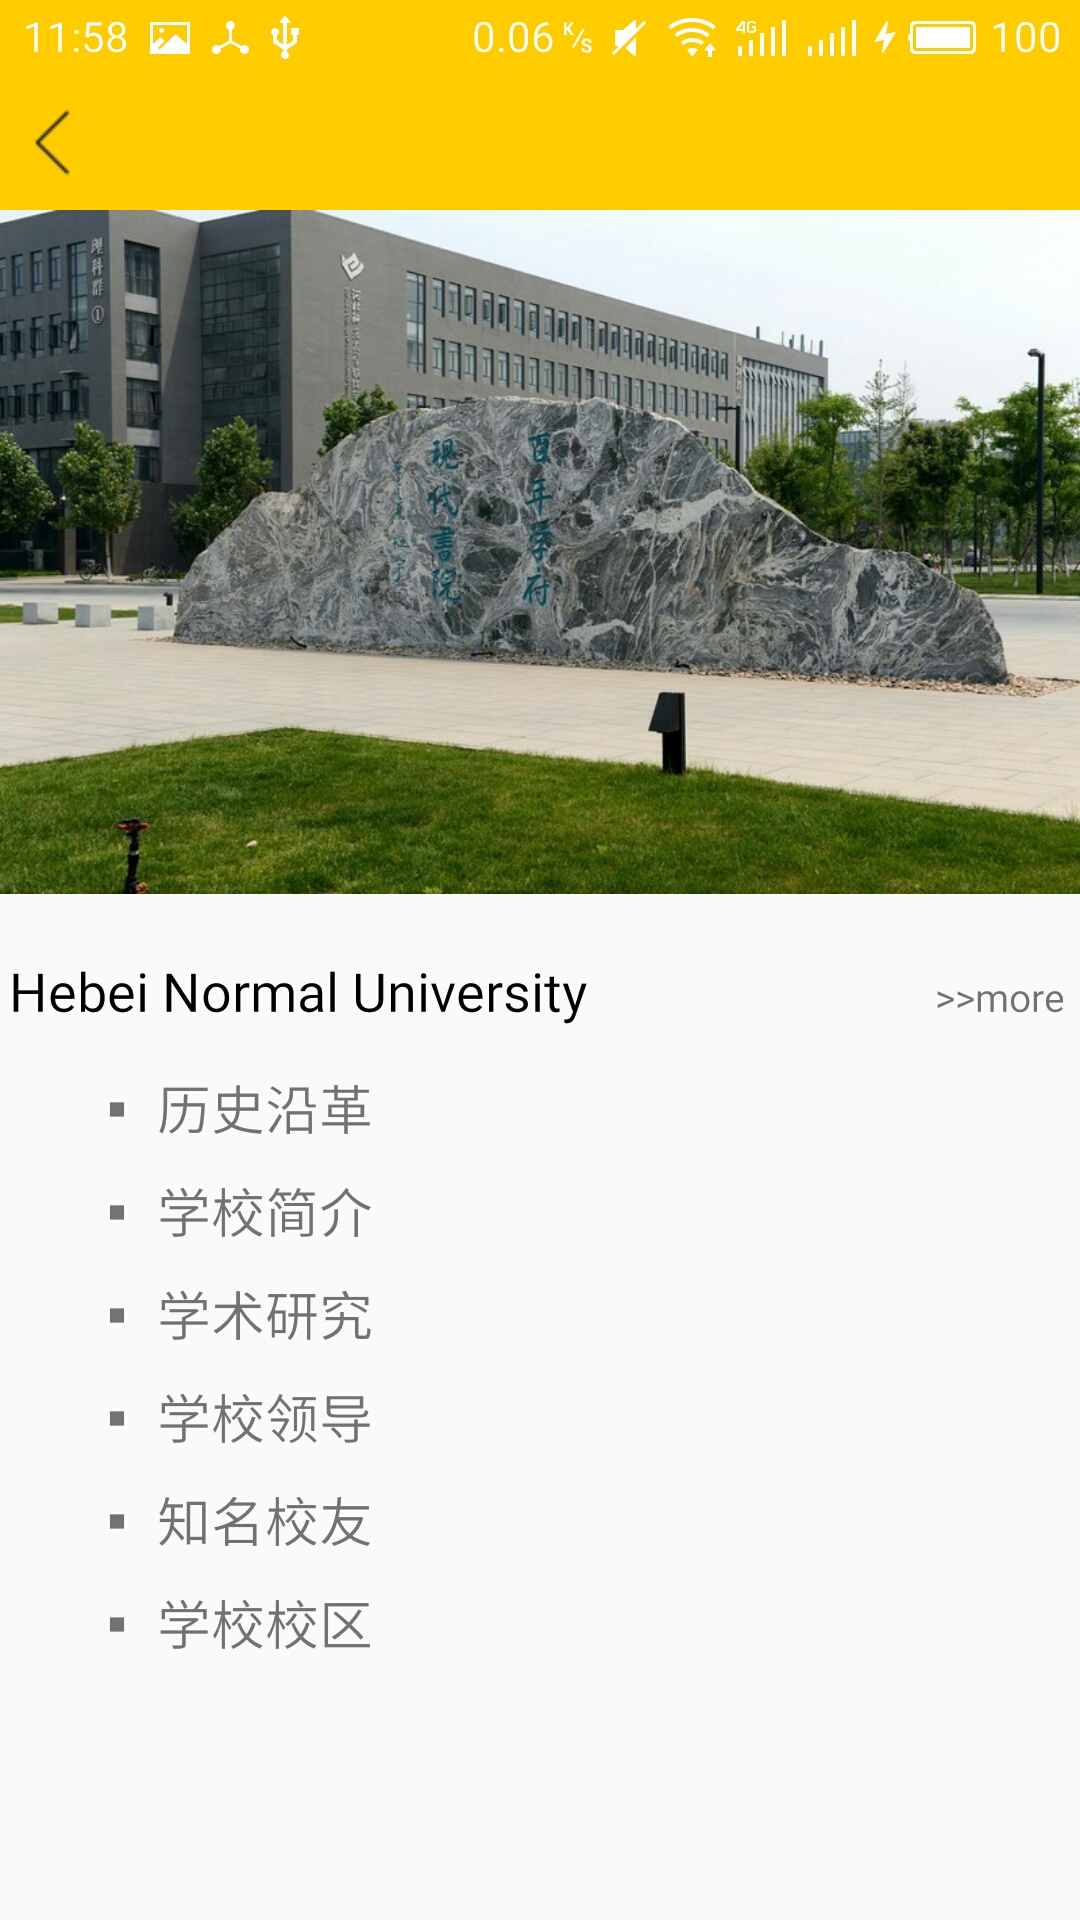 11:58
0.06 K/s
4G
100
理科群①
百年学府
現代書院
Hebei Normal University
>>more
▪ 历史沿革
▪ 学校简介
▪ 学术研究
▪ 学校领导
▪ 知名校友
▪ 学校校区